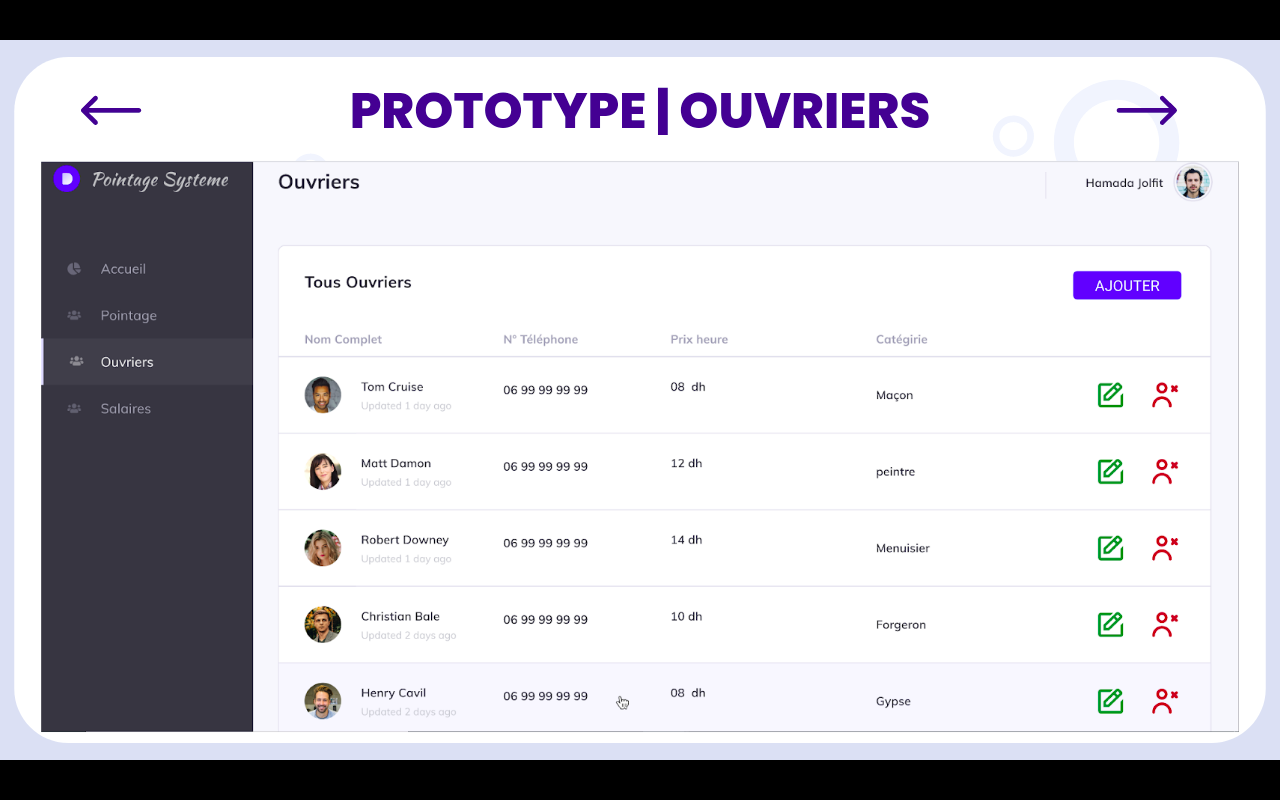 PROTOTYPE | OUVRIERS
D Pointage Systeme
Ouvriers
Hamada Jolfit
Accueil
Pointage
Ouvriers
Salaires
Tous Ouvriers
AJOUTER
Nom Complet N° Téléphone Prix heure Catégirie
Tom Cruise 06 99 99 99 99 08 dh Maçon
Updated 1 day ago
Matt Damon 06 99 99 99 99 12 dh peintre
Updated 1 day ago
Robert Downey 06 99 99 99 99 14 dh Menuisier
Updated 1 day ago
Christian Bale 06 99 99 99 99 10 dh Forgeron
Updated 2 days ago
Henry Cavil 06 99 99 99 99 08 dh Gypse
Updated 2 days ago